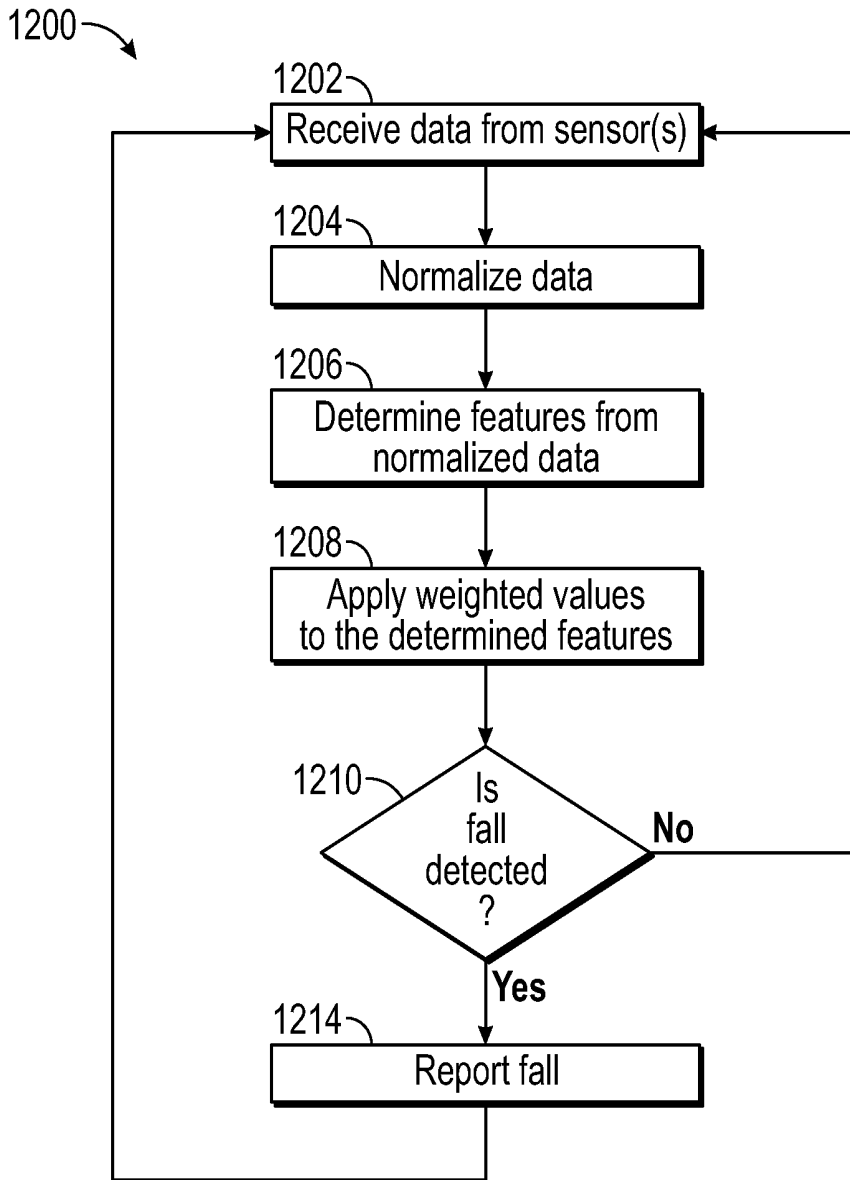 1200
1202
Receive data from sensor(s)
1204
Normalize data
1206
Determine features from
normalized data
1208
Apply weighted values
to the determined features
1210
Is
fall
detected
?
No
Yes
1214
Report fall